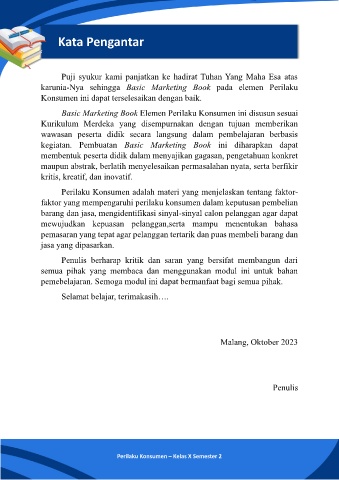 Kata Pengantar
Puji syukur kami panjatkan ke hadirat Tuhan Yang Maha Esa atas
karunia-Nya sehingga Basic Marketing Book pada elemen Perilaku
Konsumen ini dapat terselesaikan dengan baik.
Basic Marketing Book Elemen Perilaku Konsumen ini disusun sesuai
Kurikulum Merdeka yang disempurnakan dengan tujuan memberikan
wawasan peserta didik secara langsung dalam pembelajaran berbasis
kegiatan. Pembuatan Basic Marketing Book ini diharapkan dapat
membentuk peserta didik dalam menyajikan gagasan, pengetahuan konkret
maupun abstrak, berlatih menyelesaikan permasalahan nyata, serta berfikir
kritis, kreatif, dan inovatif.
Perilaku Konsumen adalah materi yang menjelaskan tentang faktor-
faktor yang mempengaruhi perilaku konsumen dalam keputusan pembelian
barang dan jasa, mengidentifikasi sinyal-sinyal calon pelanggan agar dapat
mewujudkan kepuasan pelanggan,serta mampu menentukan bahasa
pemasaran yang tepat agar pelanggan tertarik dan puas membeli barang dan
jasa yang dipasarkan.
Penulis berharap kritik dan saran yang bersifat membangun dari
semua pihak yang membaca dan menggunakan modul ini untuk bahan
pemebelajaran. Semoga modul ini dapat bermanfaat bagi semua pihak.
Selamat belajar, terimakasih….
Malang, Oktober 2023
Penulis
Perilaku Konsumen – Kelas X Semester 2